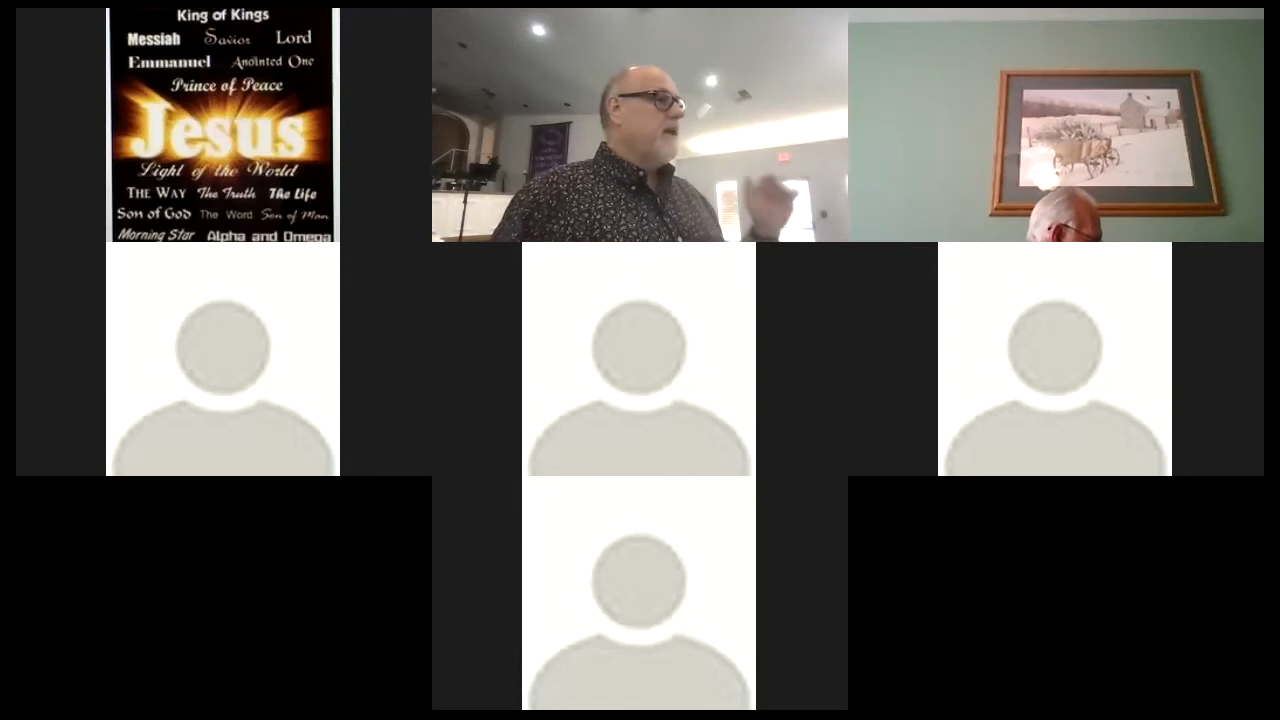 King of Kings
Messiah Savior Lord
Emmanuel Anointed One
Prince of Peace
Jesus
Light of the World
THE WAY The Truth The Life
Son of God The Word Son of Man
Morning Star Alpha and Omega